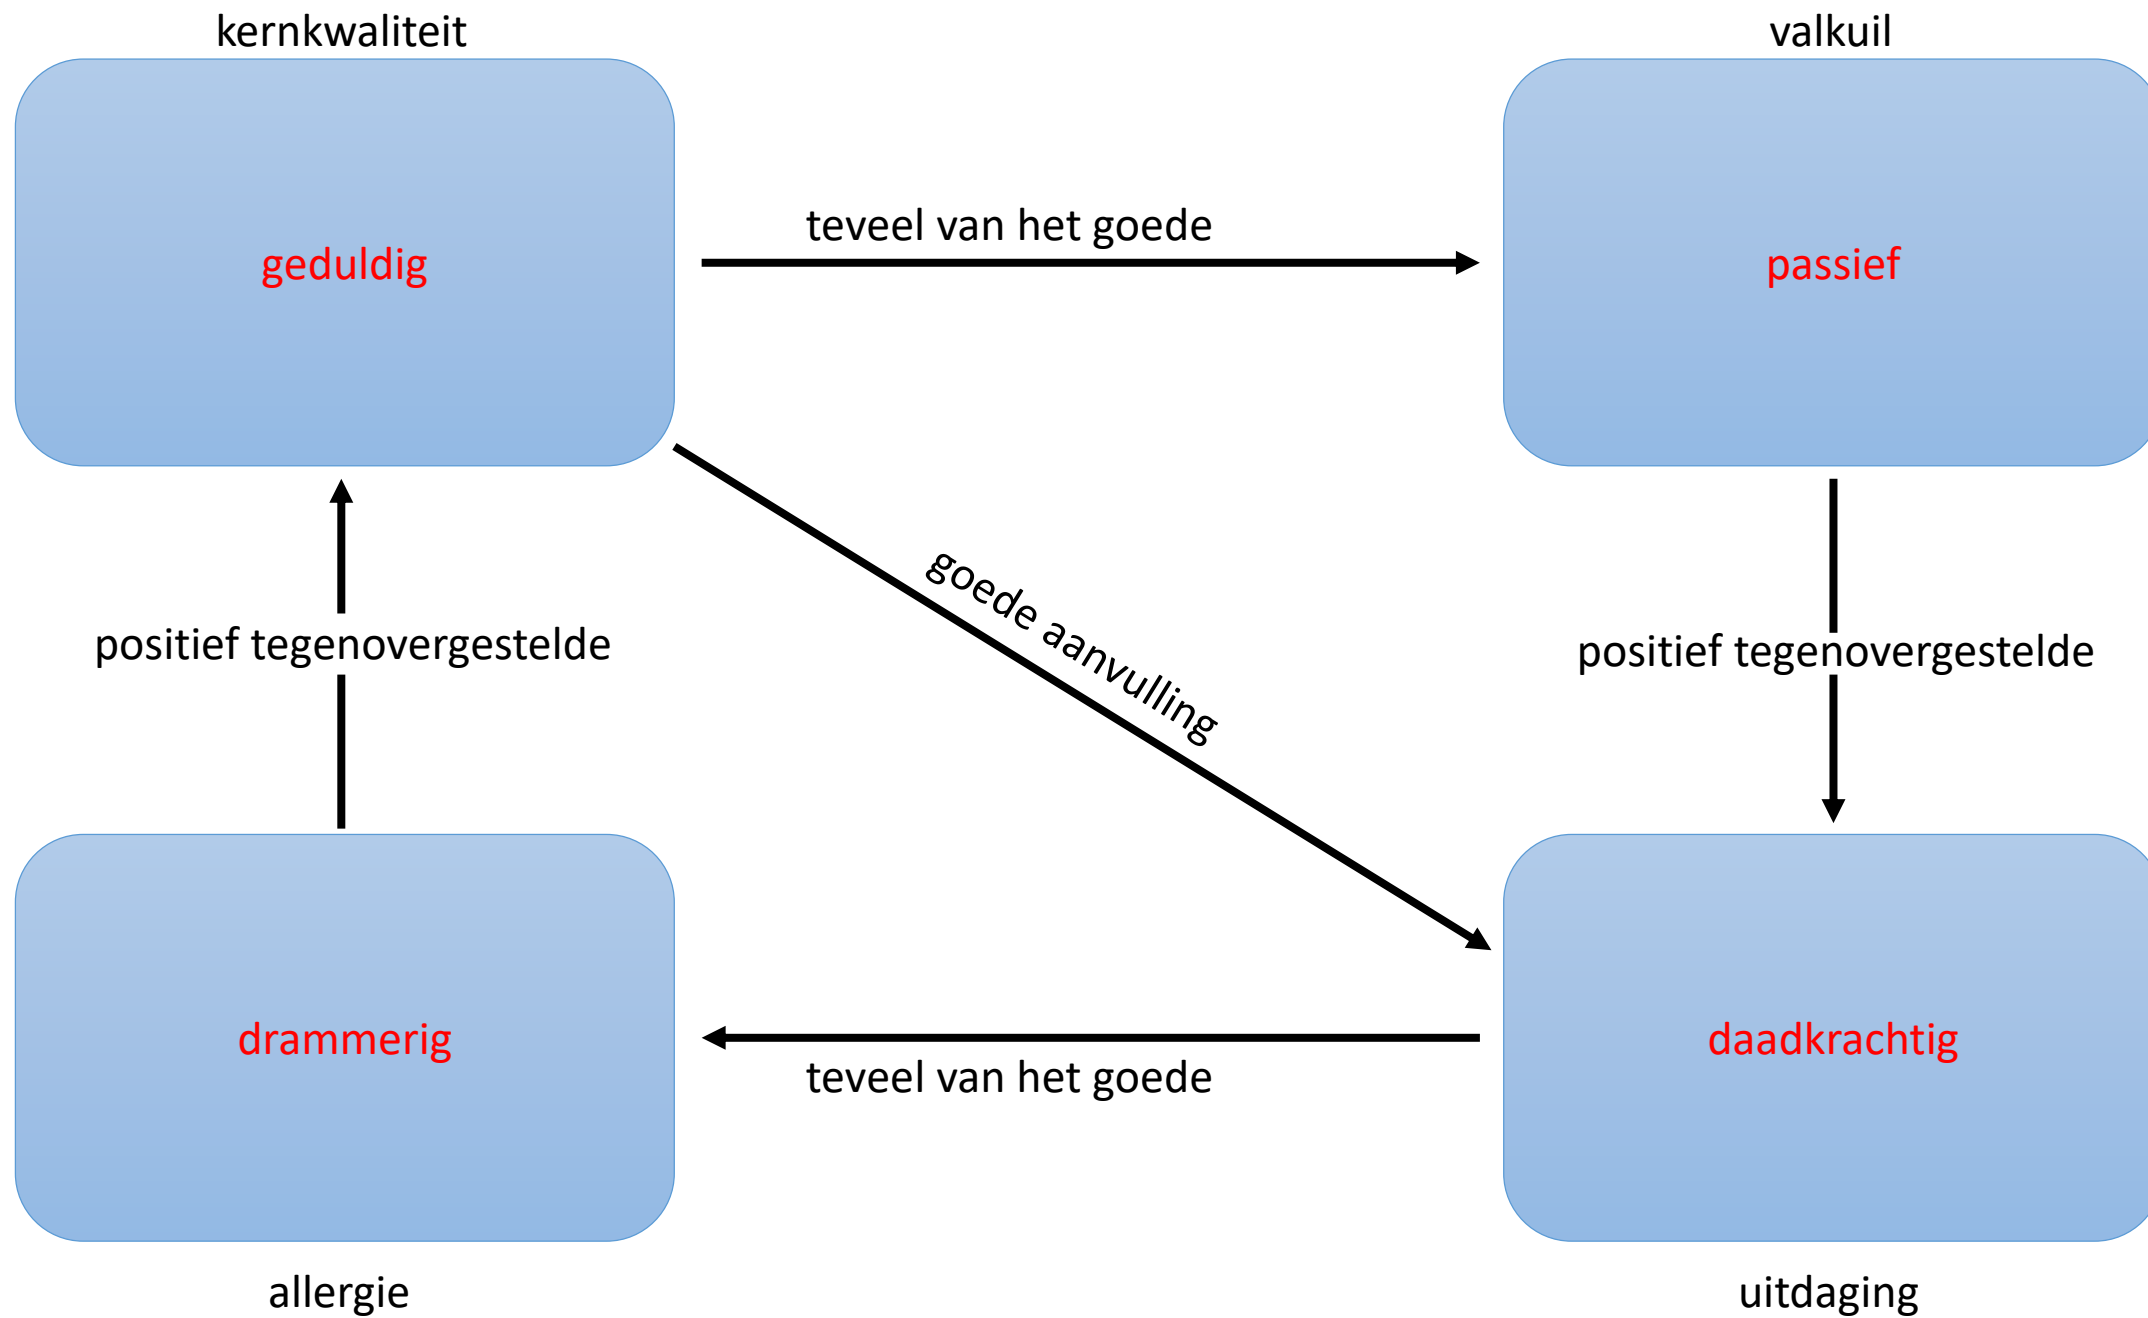 kernkwaliteit
valkuil
teveel van het goede
geduldig
passief
goede aanvulling
positief tegenovergestelde
positief tegenovergestelde
drammerig
daadkrachtig
teveel van het goede
allergie
uitdaging